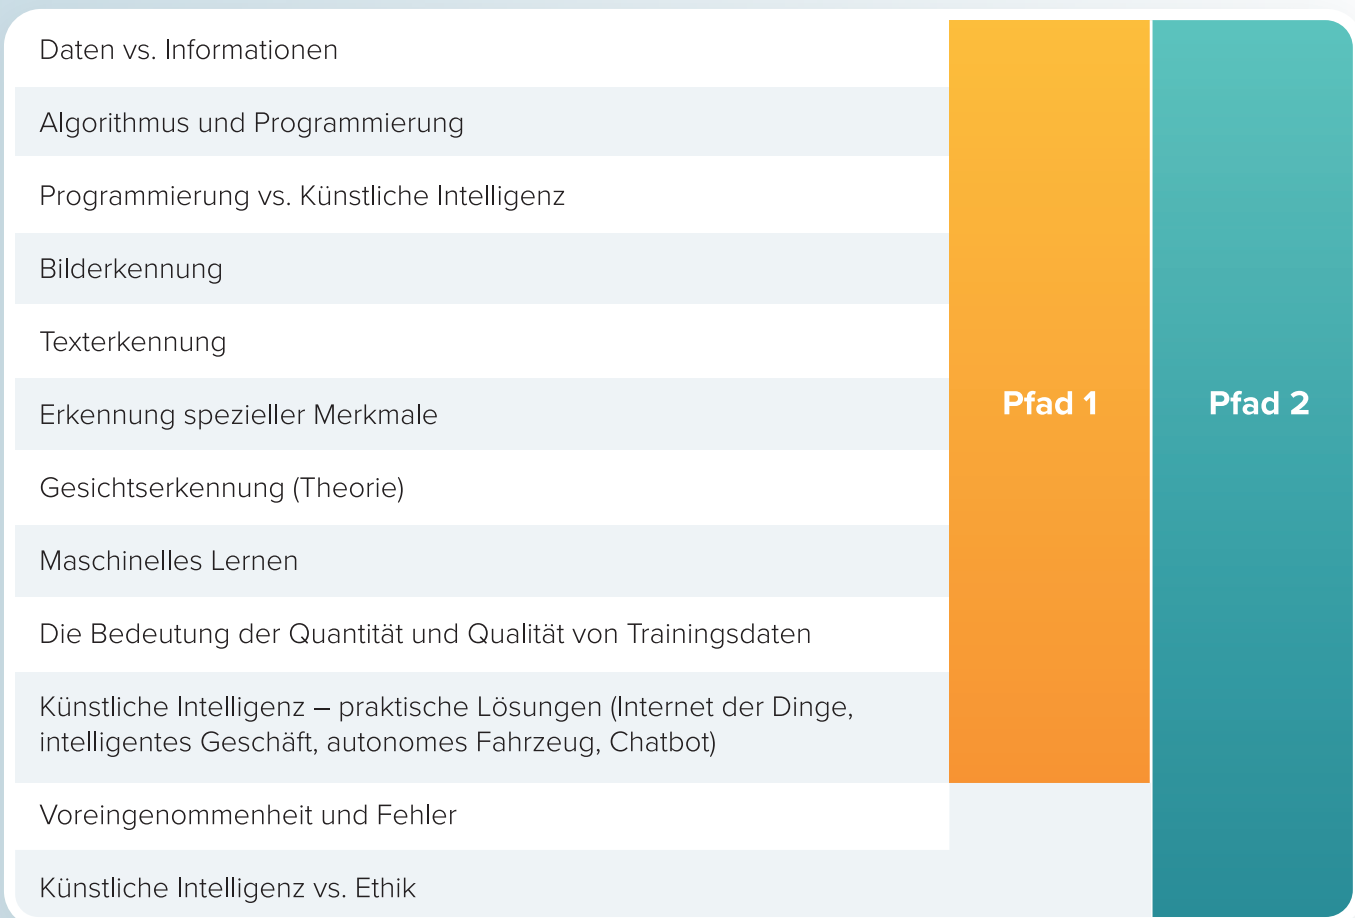 Daten vs. Informationen
Algorithmus und Programmierung
Programmierung vs. Künstliche Intelligenz
Bilderkennung
Texterkennung
Erkennung spezieller Merkmale
Pfad 1
Pfad 2
Gesichtserkennung (Theorie)
Maschinelles Lernen
Die Bedeutung der Quantität und Qualität von Trainingsdaten
Künstliche Intelligenz – praktische Lösungen (Internet der Dinge,
intelligentes Geschäft, autonomes Fahrzeug, Chatbot)
Voreingenommenheit und Fehler
Künstliche Intelligenz vs. Ethik